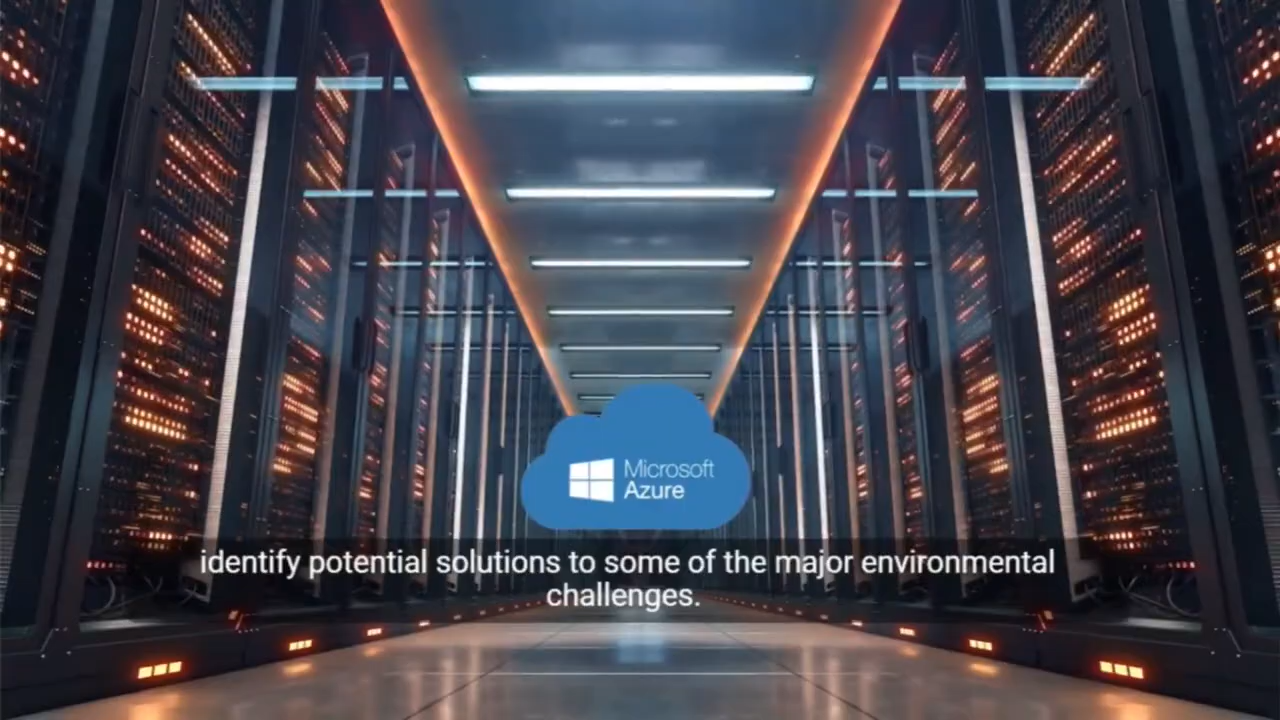 Microsoft
Azure
identify potential solutions to some of the major environmental
challenges.